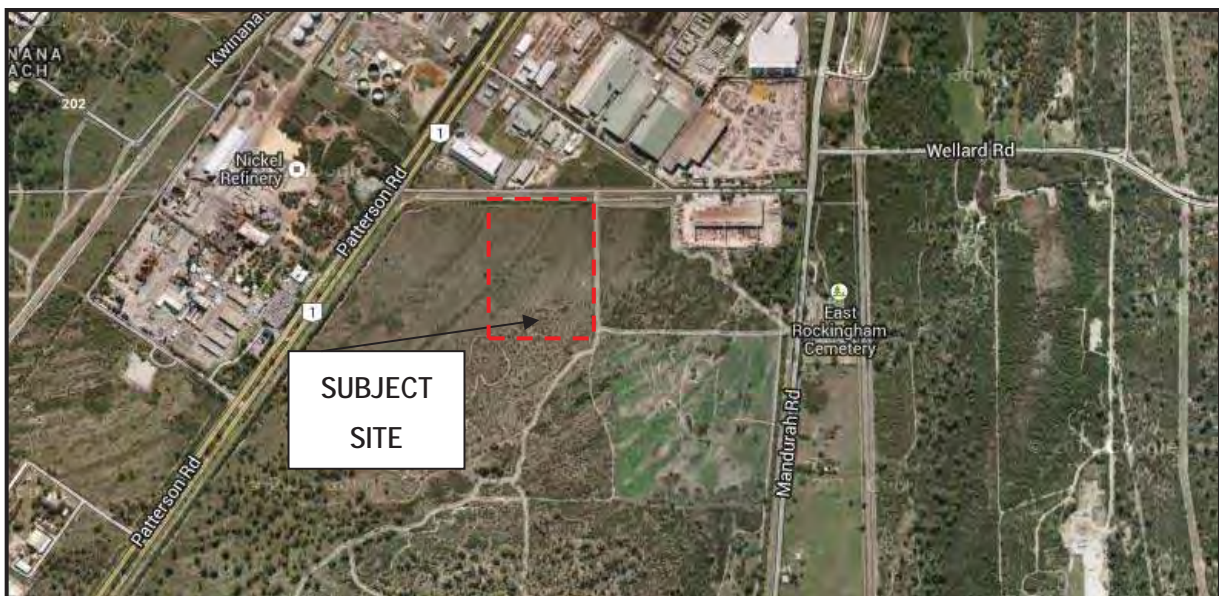 NANA
ACH
Kwinana
202
1
Nickel
Refinery
Patterson Rd
Wellard Rd
1
East
Rockingham
Cemetery
SUBJECT
SITE
Mandurah Rd
Patterson Rd